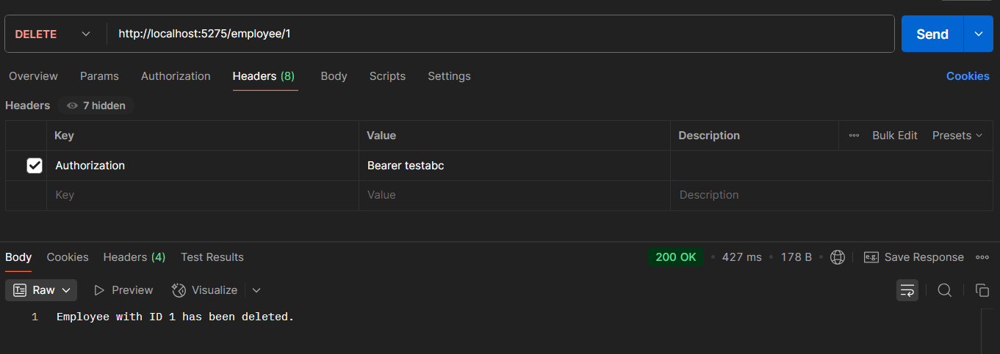 DELETE http://localhost:5275/employee/1 Send
Overview Params Authorization Headers (8) Body Scripts Settings Cookies
Headers 7 hidden
Key Value Description Bulk Edit Presets
Authorization Bearer testabc
Key Value Description
Body Cookies Headers (4) Test Results 200 OK • 427 ms • 178 B • e.g. Save Response
Raw Preview Visualize
1 Employee with ID 1 has been deleted.